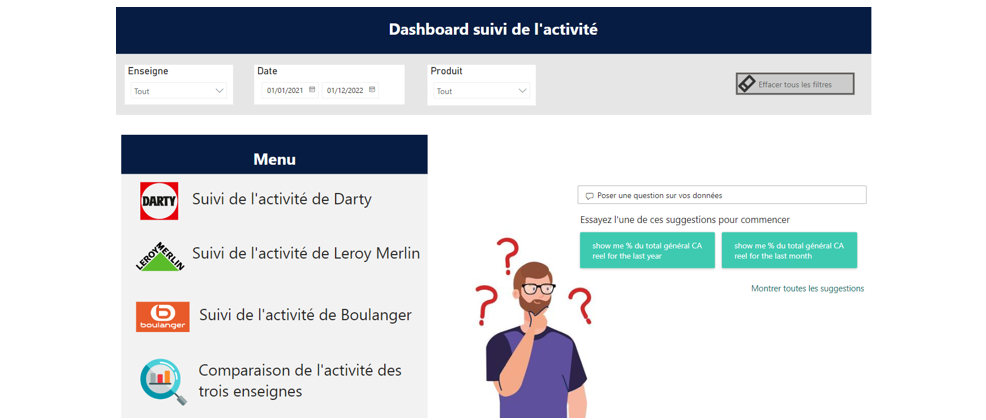 Dashboard suivi de l'activité
Enseigne
Date
Produit
Tout
01/01/2021
01/12/2022
Tout
Effacer tous les filtres
Menu
DARTY
Suivi de l'activité de Darty
LEROY MERLIN
Suivi de l'activité de Leroy Merlin
boulanger
Suivi de l'activité de Boulanger
Comparaison de l'activité des
trois enseignes
Poser une question sur vos données
Essayez l'une de ces suggestions pour commencer
show me % du total général CA
reel for the last year
show me % du total général CA
reel for the last month
Montrer toutes les suggestions
? ? ?